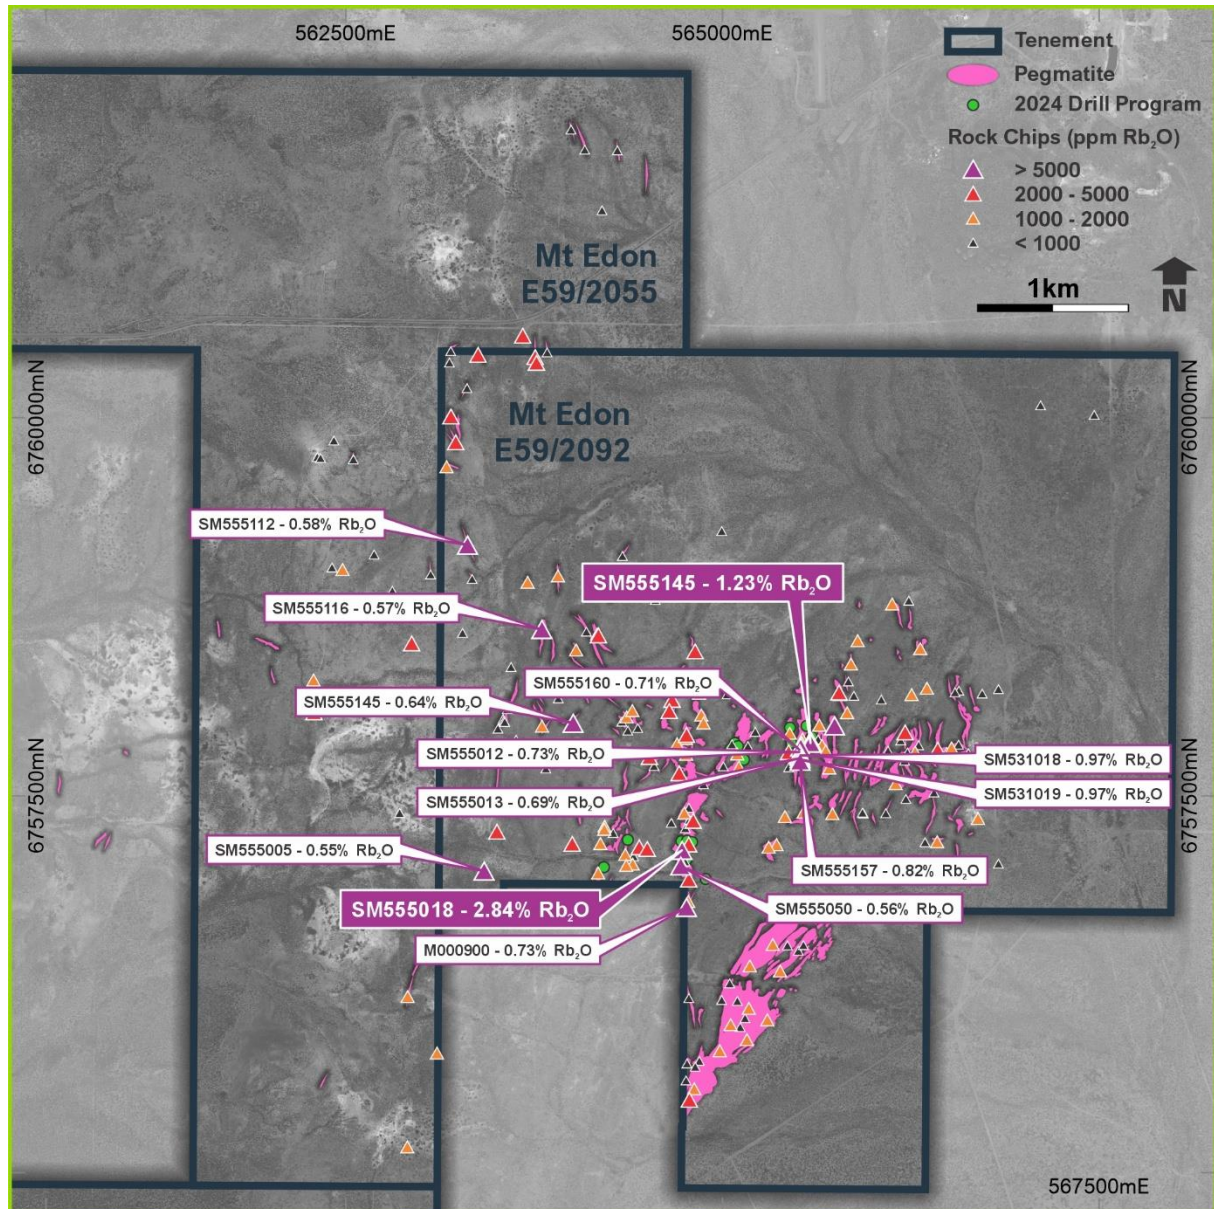 562500mE
565000mE
Tenement
Pegmatite
2024 Drill Program
Rock Chips (ppm Rb₂O)
> 5000
2000 - 5000
1000 - 2000
< 1000
1km
N
Mt Edon
E59/2055
6760000mN
6760000mN
Mt Edon
E59/2092
SM555112 - 0.58% Rb₂O
SM555145 - 1.23% Rb₂O
SM555116 - 0.57% Rb₂O
SM555160 - 0.71% Rb₂O
SM555145 - 0.64% Rb₂O
SM555012 - 0.73% Rb₂O
SM531018 - 0.97% Rb₂O
SM555013 - 0.69% Rb₂O
SM531019 - 0.97% Rb₂O
6757500mN
6757500mN
SM555005 - 0.55% Rb₂O
SM555157 - 0.82% Rb₂O
SM555018 - 2.84% Rb₂O
SM555050 - 0.56% Rb₂O
M000900 - 0.73% Rb₂O
567500mE